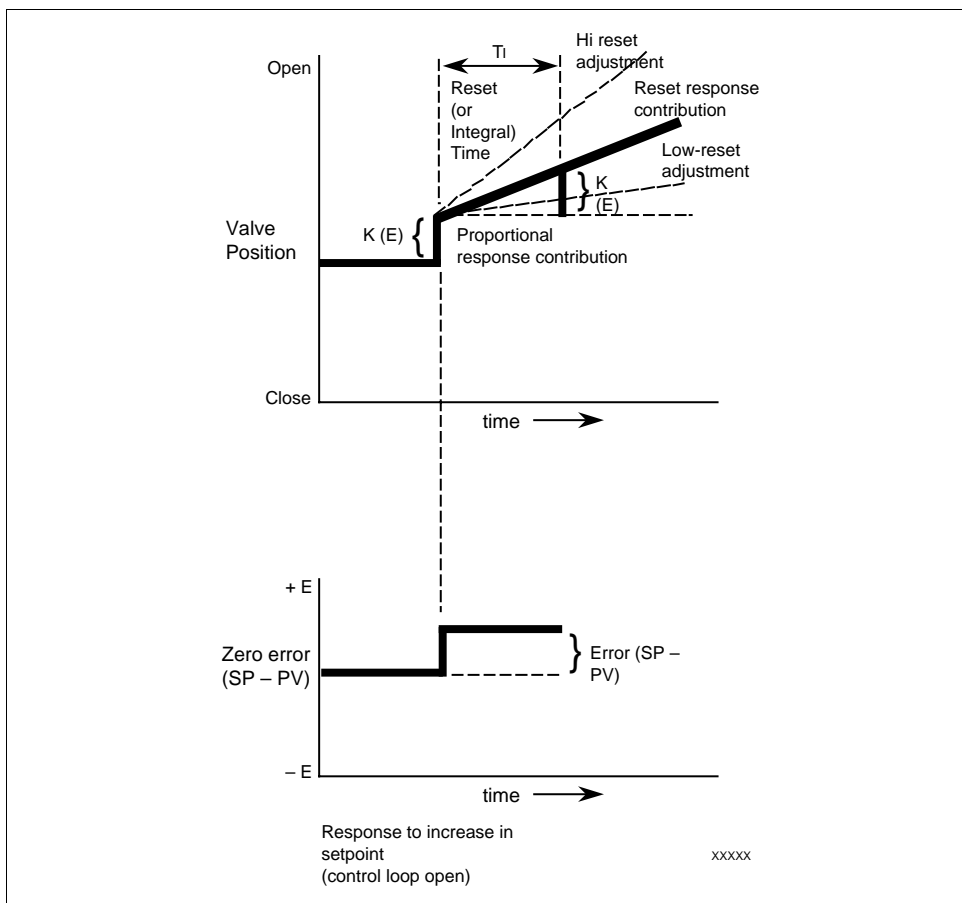 Open
TI
Hi reset
adjustment
Reset
(or
Integral)
Time
Reset response
contribution
Low-reset
adjustment
K
(E)
Valve
Position
K (E)
{
Proportional
response contribution
}
Close
time
+ E
Zero error
(SP – PV)
}
Error (SP –
PV)
– E
time
Response to increase in
setpoint
(control loop open)
xxxxx